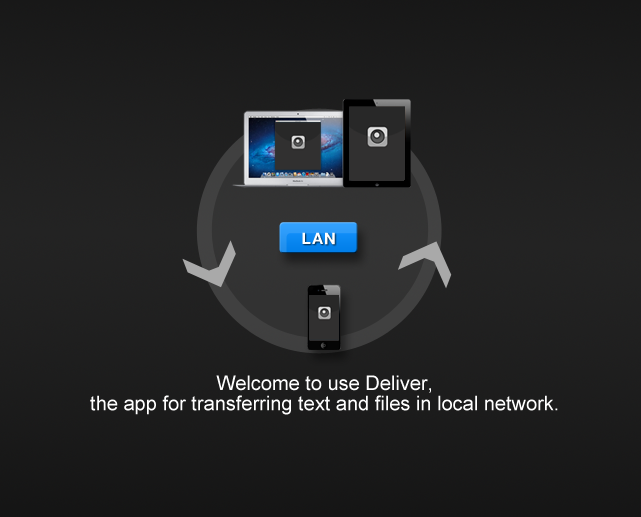 LAN
Welcome to use Deliver,
the app for transferring text and files in local network.